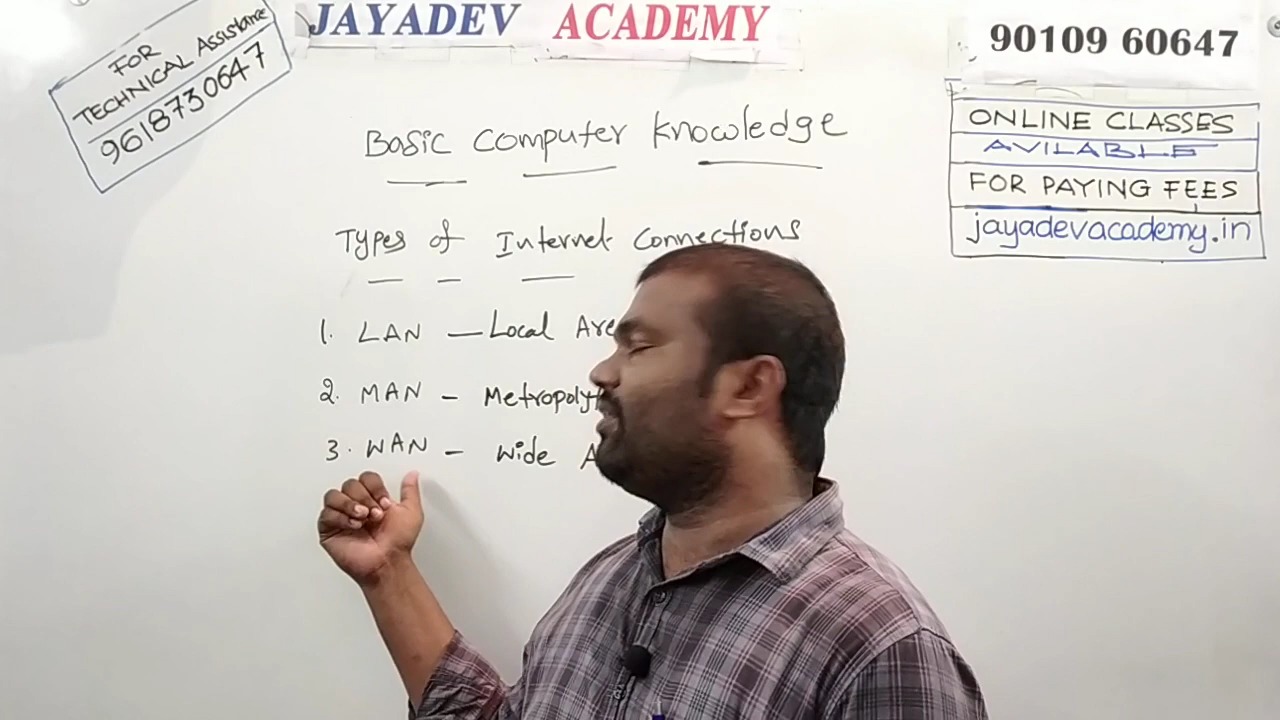 FOR
TECHNICAL Assistance
9618730647
JAYADEV ACADEMY
90109 60647
ONLINE CLASSES
AVILABLE
FOR PAYING FEES
jayadevacademy.in
Basic Computer knowledge
Types of Internet Connections
1. LAN — Local Are
2. MAN - Metropolyt
3. WAN - Wide A